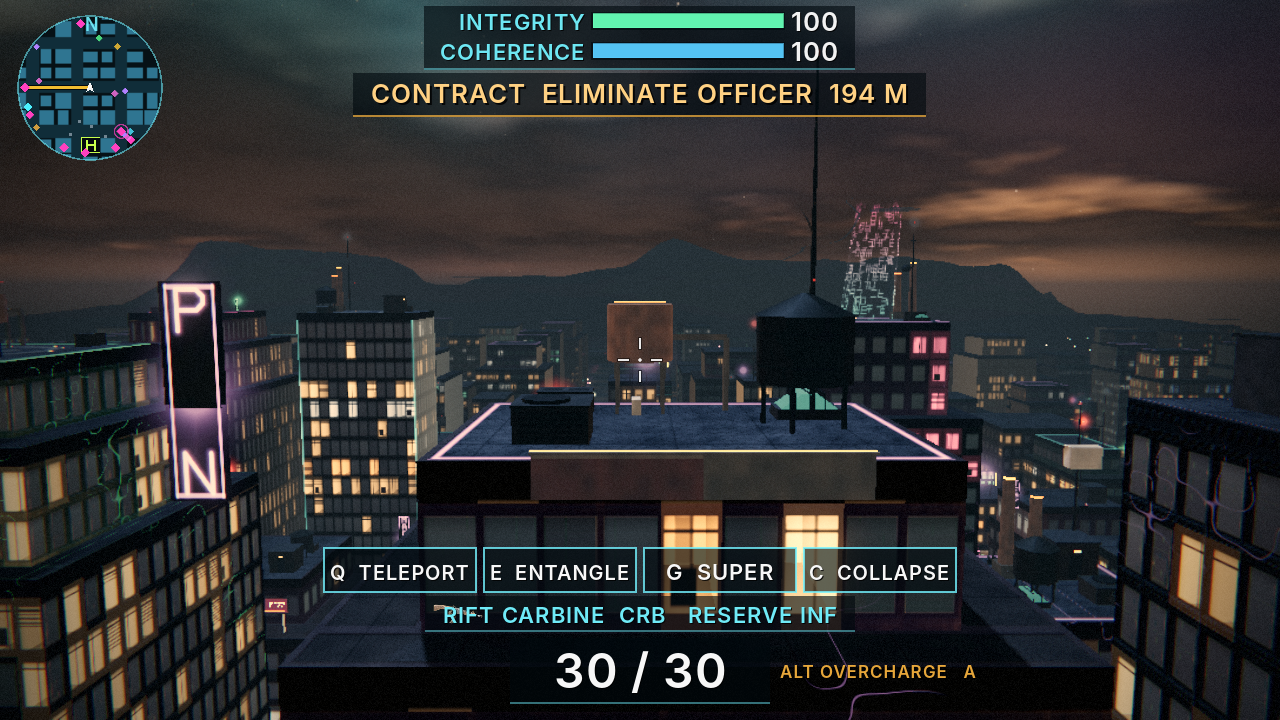 N
INTEGRITY 100
COHERENCE 100
CONTRACT ELIMINATE OFFICER 194 M
H
P
N
Q TELEPORT
E ENTANGLE
G SUPER
C COLLAPSE
RIFT CARBINE CRB RESERVE INF
30 / 30
ALT OVERCHARGE A